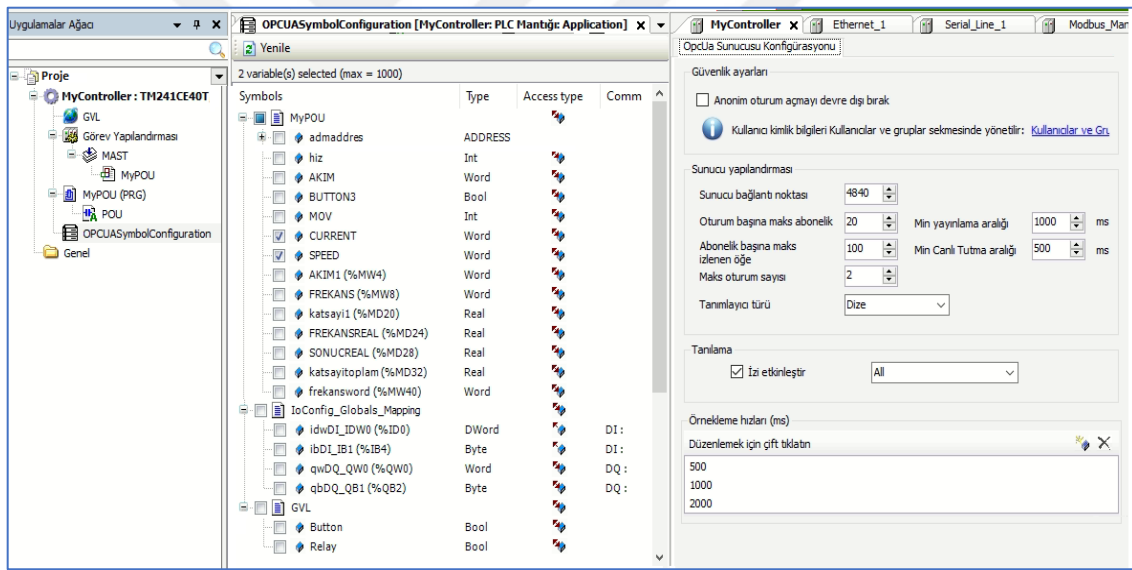 Uygulamalar Ağacı
Proje
MyController : TM241CE40T
GVL
Görev Yapılandırması
MAST
MyPOU
MyPOU (PRG)
POU
OPCUASymbolConfiguration
Genel
OPCUASymbolConfiguration [MyController: PLC Mantığı: Application]
Yenile
2 variable(s) selected (max = 1000)
Symbols Type Access type Comm
MyPOU
admaddres ADDRESS
hiz Int
AKIM Word
BUTTON3 Bool
MOV Int
CURRENT Word
SPEED Word
AKIM1 (%MW4) Word
FREKANS (%MW8) Word
katsayi1 (%MD20) Real
FREKANSREAL (%MD24) Real
SONUCREAL (%MD28) Real
katsayitoplam (%MD32) Real
frekansword (%MW40) Word
IoConfig_Globals_Mapping
idwDI_IDW0 (%ID0) DWord DI :
ibDI_IB1 (%IB4) Byte DI :
qwDQ_QW0 (%QW0) Word DQ :
qbDQ_QB1 (%QB2) Byte DQ :
GVL
Button Bool
Relay Bool
MyController Ethernet_1 Serial_Line_1 Modbus_Man
OpcUa Sunucusu Konfigürasyonu
Güvenlik ayarları
Anonim oturum açmayı devre dışı bırak
Kullanıcı kimlik bilgileri Kullanıcılar ve gruplar sekmesinde yönetilir: Kullanıcılar ve Gru
Sunucu yapılandırması
Sunucu bağlantı noktası 4840
Oturum başına maks abonelik 20 Min yayınlama aralığı 1000 ms
Abonelik başına maks izlenen öğe 100 Min Canlı Tutma aralığı 500 ms
Maks oturum sayısı 2
Tanımlayıcı türü Dize
Tanılama
İzi etkinleştir All
Örnekleme hızları (ms)
Düzenlemek için çift tıklatın
500
1000
2000